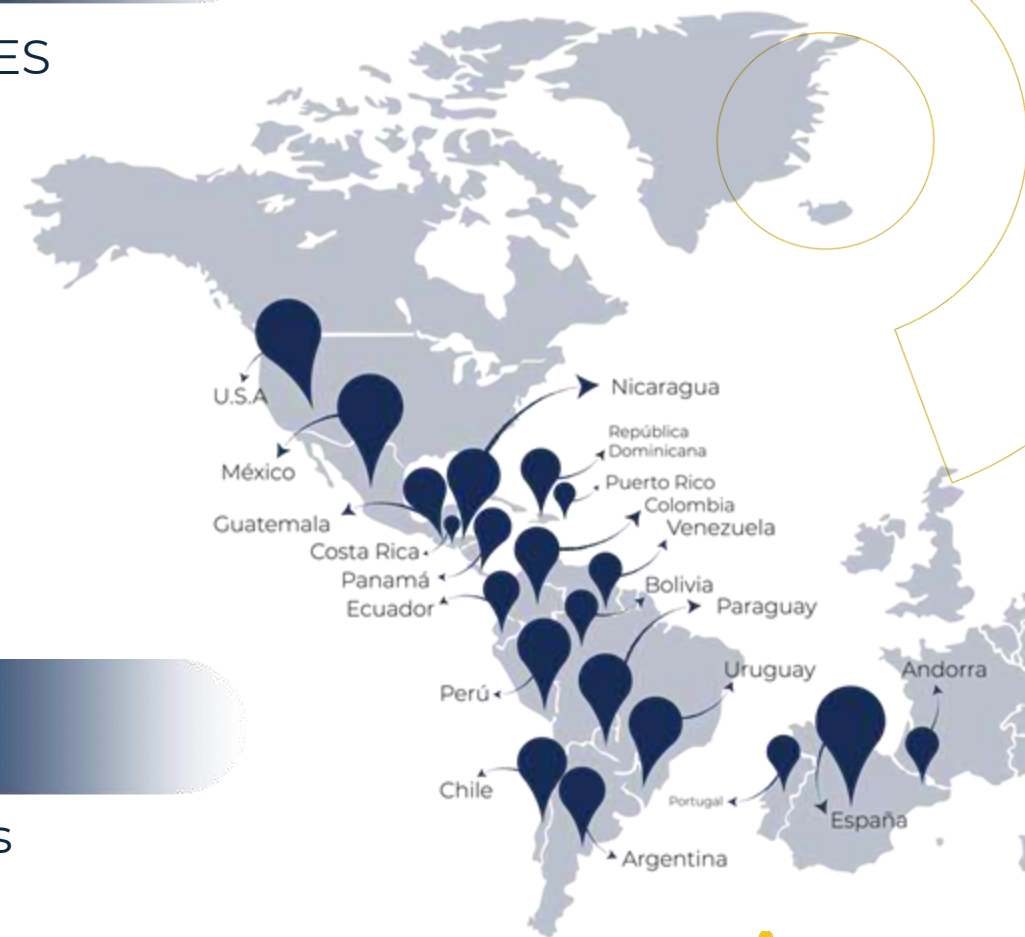 ES
U.S.A
Nicaragua
México
República
Dominicana
Puerto Rico
Guatemala
Colombia
Venezuela
Costa Rica
Panamá
Bolivia
Ecuador
Paraguay
Perú
Uruguay
Andorra
Chile
Portugal
España
Argentina
s